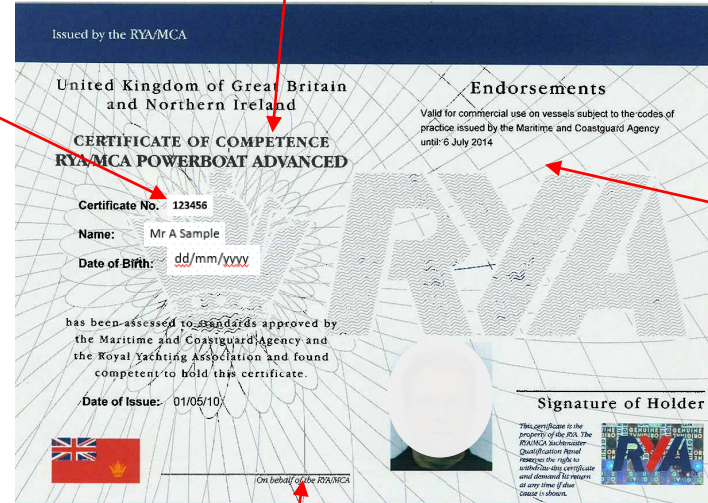 Issued by the RYA/MCA
United Kingdom of Great Britain
and Northern Ireland
CERTIFICATE OF COMPETENCE
RYA/MCA POWERBOAT ADVANCED
Certificate No. 123456
Name: Mr A Sample
Date of Birth: dd/mm/yyyy
has been assessed to standards approved by
the Maritime and Coastguard Agency and
the Royal Yachting Association and found
competent to hold this certificate.
Date of Issue: 01/05/10
On behalf of the RYA/MCA
Endorsements
Valid for commercial use on vessels subject to the codes of
practice issued by the Maritime and Coastguard Agency
until: 6 July 2014
RYA
Signature of Holder
This certificate is the
property of the RYA. The
RYA/MCA Yachtmaster
Qualification Panel
reserves the right to
withdraw this certificate
and demand its return
at any time if due
cause is shown.
GENUINE
RYA